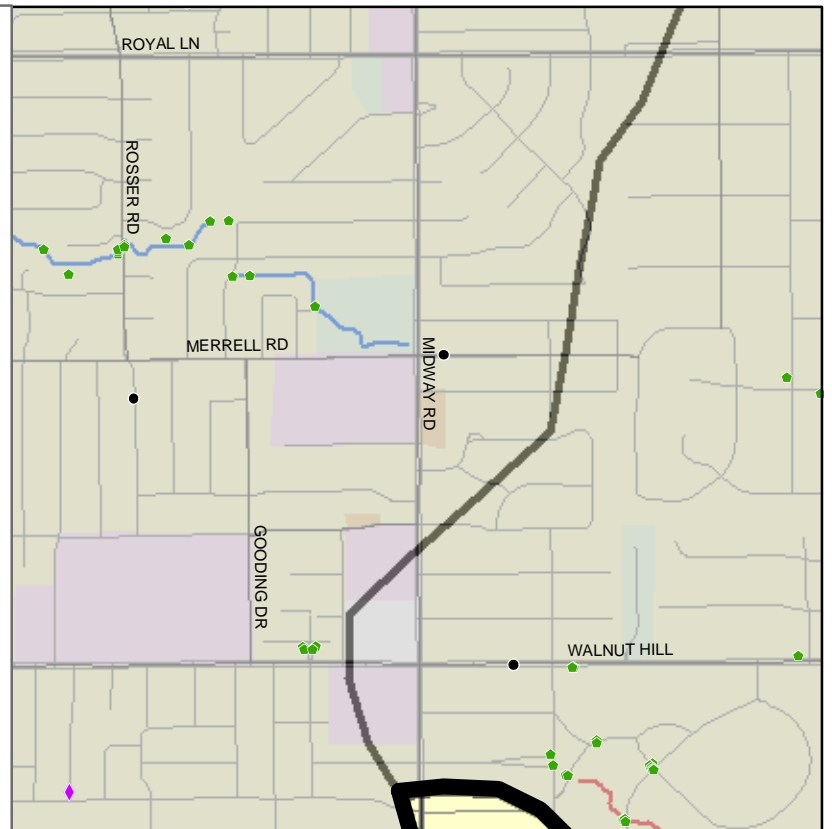 ROYAL LN
ROSSER RD
MERRELL RD
MIDWAY RD
GOODING DR
WALNUT HILL